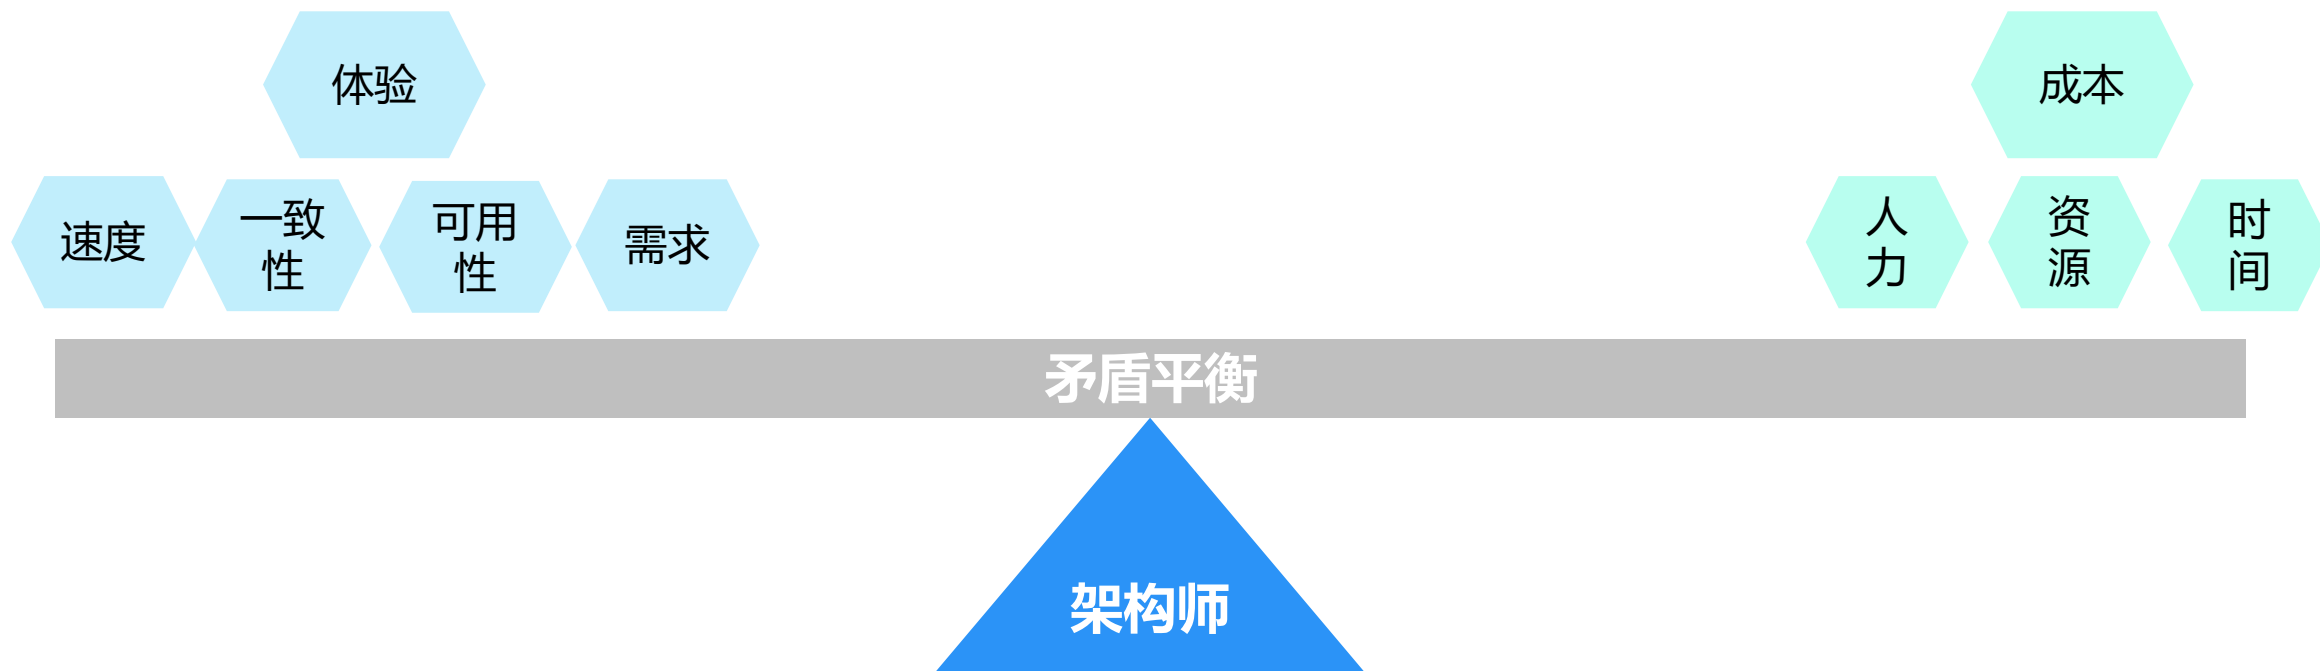 体验
成本
速度
一致
性
可用
性
需求
人
力
资
源
时
间
矛盾平衡
架构师